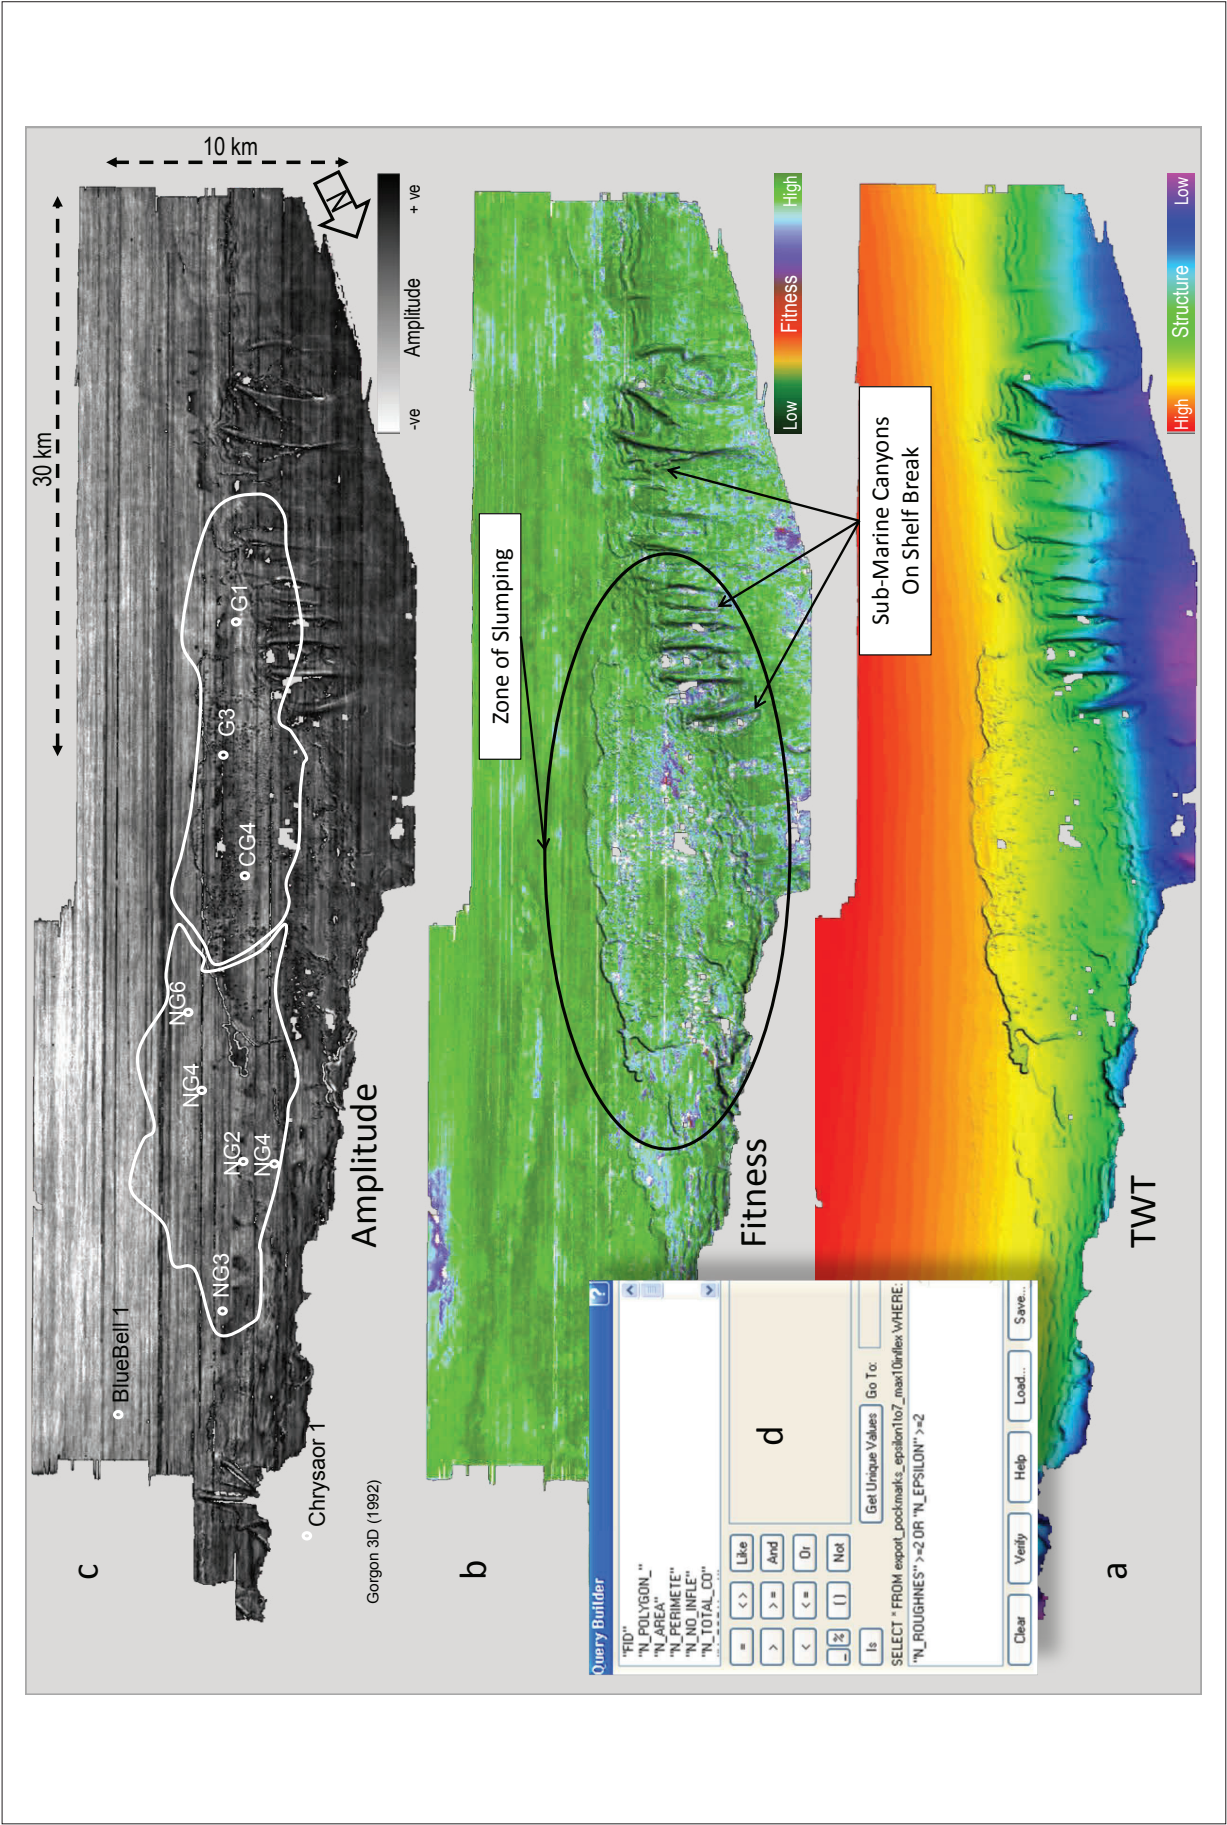 c
BlueBell 1
Chrysaor 1
Gorgon 3D (1992)
NG3
NG2
NG4
NG4
NG6
CG4
G3
G1
Amplitude
30 km
10 km
N
-ve
Amplitude
+ ve
b
Zone of Slumping
Fitness
Low
Fitness
High
Sub-Marine Canyons
On Shelf Break
a
TWT
High
Structure
Low
d
Query Builder
?
"FID"
"N_POLYGON_"
"N_AREA"
"N_PERIMETE"
"N_NO_INFLE"
"N_TOTAL_CO"
=
< >
Like
>
> =
And
<
< =
Or
_ %
( )
Not
Is
Get Unique Values
Go To:
SELECT * FROM export_pockmarks_epsilon1to7_max10inflex WHERE:
"N_ROUGHNES" >=2 OR "N_EPSILON" >=2
Clear
Verify
Help
Load...
Save...